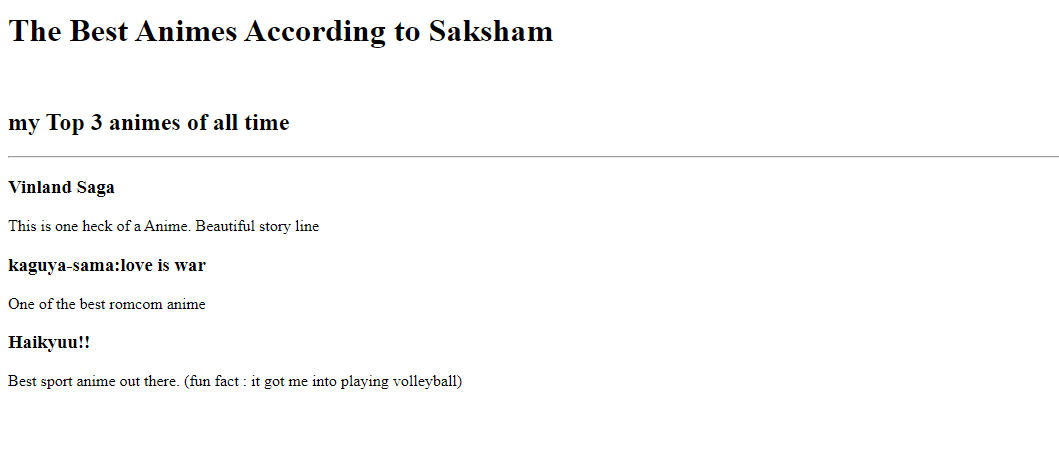 The Best Animes According to Saksham
my Top 3 animes of all time
Vinland Saga
This is one heck of a Anime. Beautiful story line
kaguya-sama:love is war
One of the best romcom anime
Haikyuu!!
Best sport anime out there. (fun fact : it got me into playing volleyball)